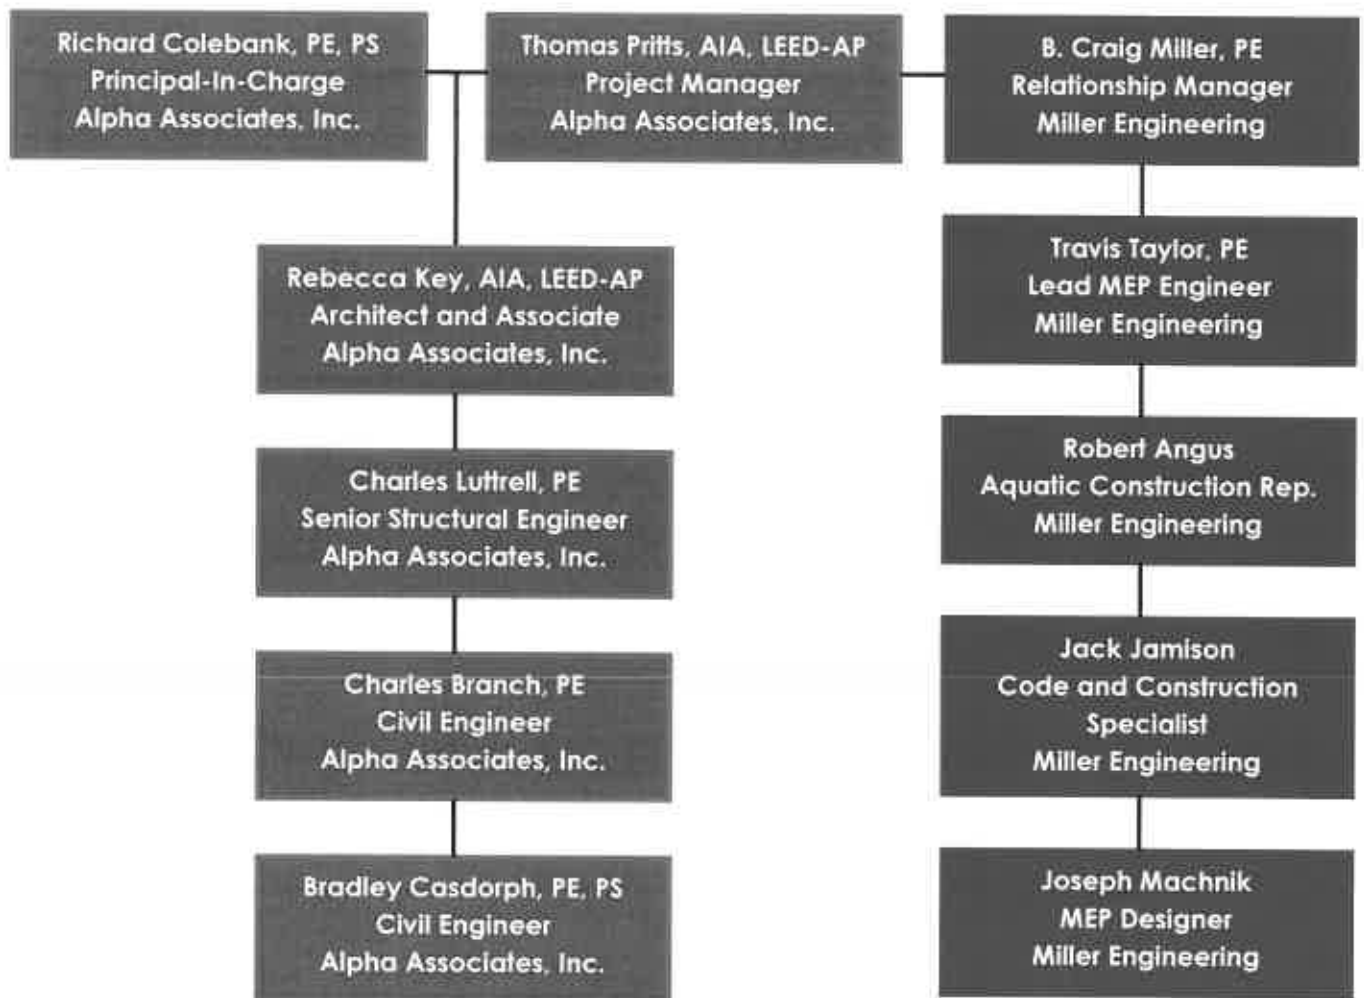 Richard Colebank, PE, PS
Principal-In-Charge
Alpha Associates, Inc.
Thomas Pritts, AIA, LEED-AP
Project Manager
Alpha Associates, Inc.
B. Craig Miller, PE
Relationship Manager
Miller Engineering
Rebecca Key, AIA, LEED-AP
Architect and Associate
Alpha Associates, Inc.
Charles Luttrell, PE
Senior Structural Engineer
Alpha Associates, Inc.
Charles Branch, PE
Civil Engineer
Alpha Associates, Inc.
Bradley Casdorph, PE, PS
Civil Engineer
Alpha Associates, Inc.
Travis Taylor, PE
Lead MEP Engineer
Miller Engineering
Robert Angus
Aquatic Construction Rep.
Miller Engineering
Jack Jamison
Code and Construction
Specialist
Miller Engineering
Joseph Machnik
MEP Designer
Miller Engineering